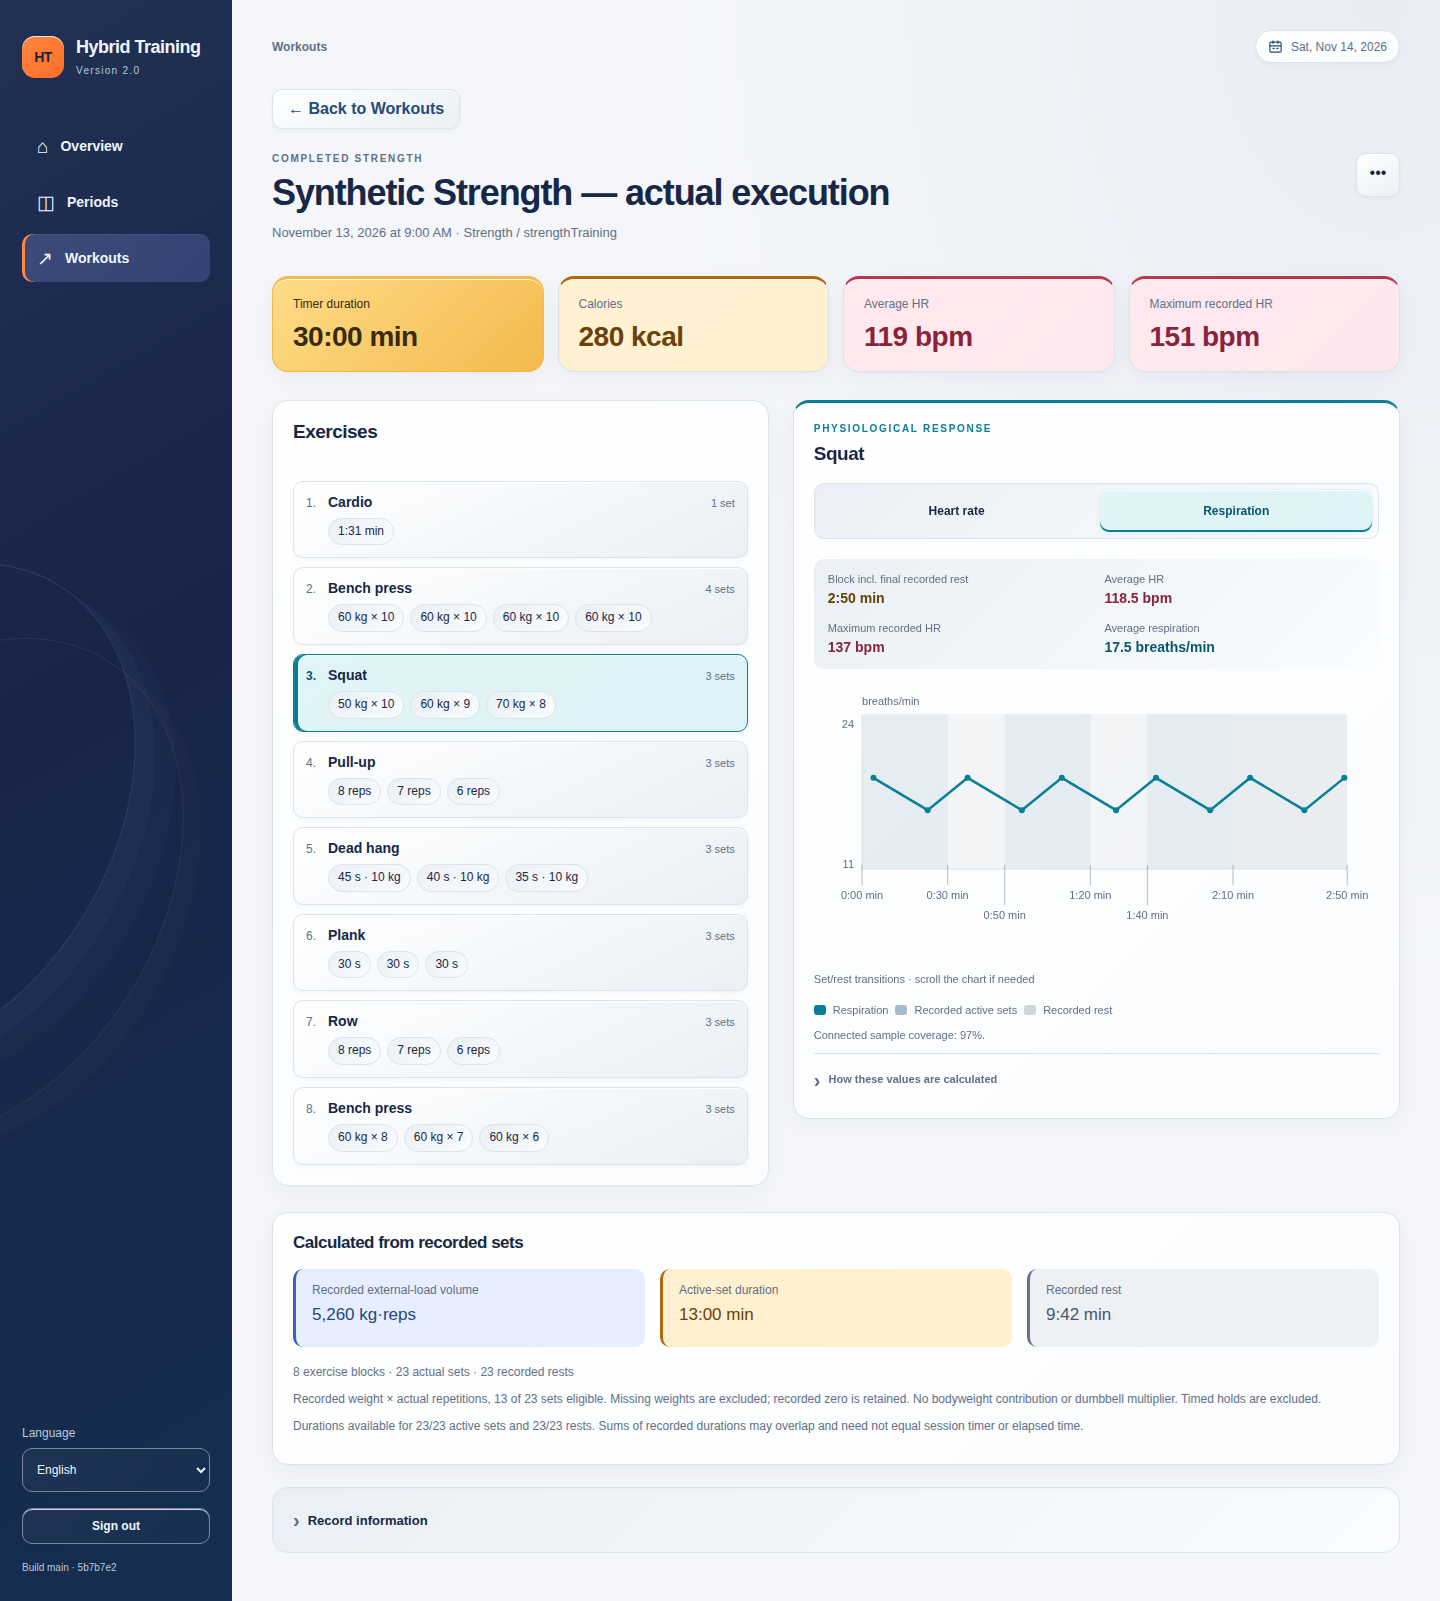 HT
Hybrid Training
Version 2.0
Overview
Periods
Workouts
Language
English
Sign out
Build main · 5b7b7e2
Workouts
Sat, Nov 14, 2026
← Back to Workouts
COMPLETED STRENGTH
Synthetic Strength — actual execution
•••
November 13, 2026 at 9:00 AM · Strength / strengthTraining
Timer duration
30:00 min
Calories
280 kcal
Average HR
119 bpm
Maximum recorded HR
151 bpm
Exercises
1. Cardio 1 set
1:31 min
2. Bench press 4 sets
60 kg × 10 60 kg × 10 60 kg × 10 60 kg × 10
3. Squat 3 sets
50 kg × 10 60 kg × 9 70 kg × 8
4. Pull-up 3 sets
8 reps 7 reps 6 reps
5. Dead hang 3 sets
45 s · 10 kg 40 s · 10 kg 35 s · 10 kg
6. Plank 3 sets
30 s 30 s 30 s
7. Row 3 sets
8 reps 7 reps 6 reps
8. Bench press 3 sets
60 kg × 8 60 kg × 7 60 kg × 6
PHYSIOLOGICAL RESPONSE
Squat
Heart rate Respiration
Block incl. final recorded rest
2:50 min
Average HR
118.5 bpm
Maximum recorded HR
137 bpm
Average respiration
17.5 breaths/min
breaths/min
24
11
0:00 min 0:30 min 1:20 min 2:10 min 2:50 min
0:50 min 1:40 min
Set/rest transitions · scroll the chart if needed
Respiration Recorded active sets Recorded rest
Connected sample coverage: 97%.
› How these values are calculated
Calculated from recorded sets
Recorded external-load volume
5,260 kg·reps
Active-set duration
13:00 min
Recorded rest
9:42 min
8 exercise blocks · 23 actual sets · 23 recorded rests
Recorded weight × actual repetitions, 13 of 23 sets eligible. Missing weights are excluded; recorded zero is retained. No bodyweight contribution or dumbbell multiplier. Timed holds are excluded.
Durations available for 23/23 active sets and 23/23 rests. Sums of recorded durations may overlap and need not equal session timer or elapsed time.
› Record information